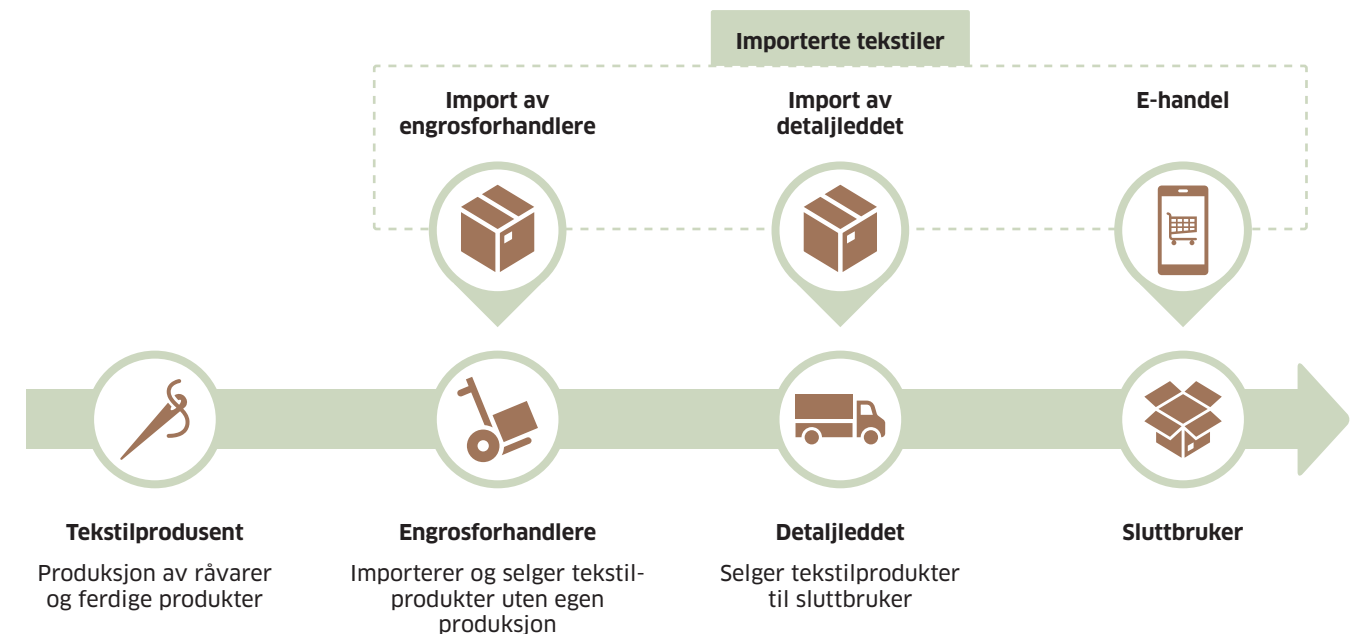 Importerte tekstiler
Import av
engrosforhandlere
Import av
detaljleddet
E-handel
Tekstilprodusent
Produksjon av råvarer
og ferdige produkter
Engrosforhandlere
Importerer og selger tekstil-
produkter uten egen
produksjon
Detaljleddet
Selger tekstilprodukter
til sluttbruker
Sluttbruker